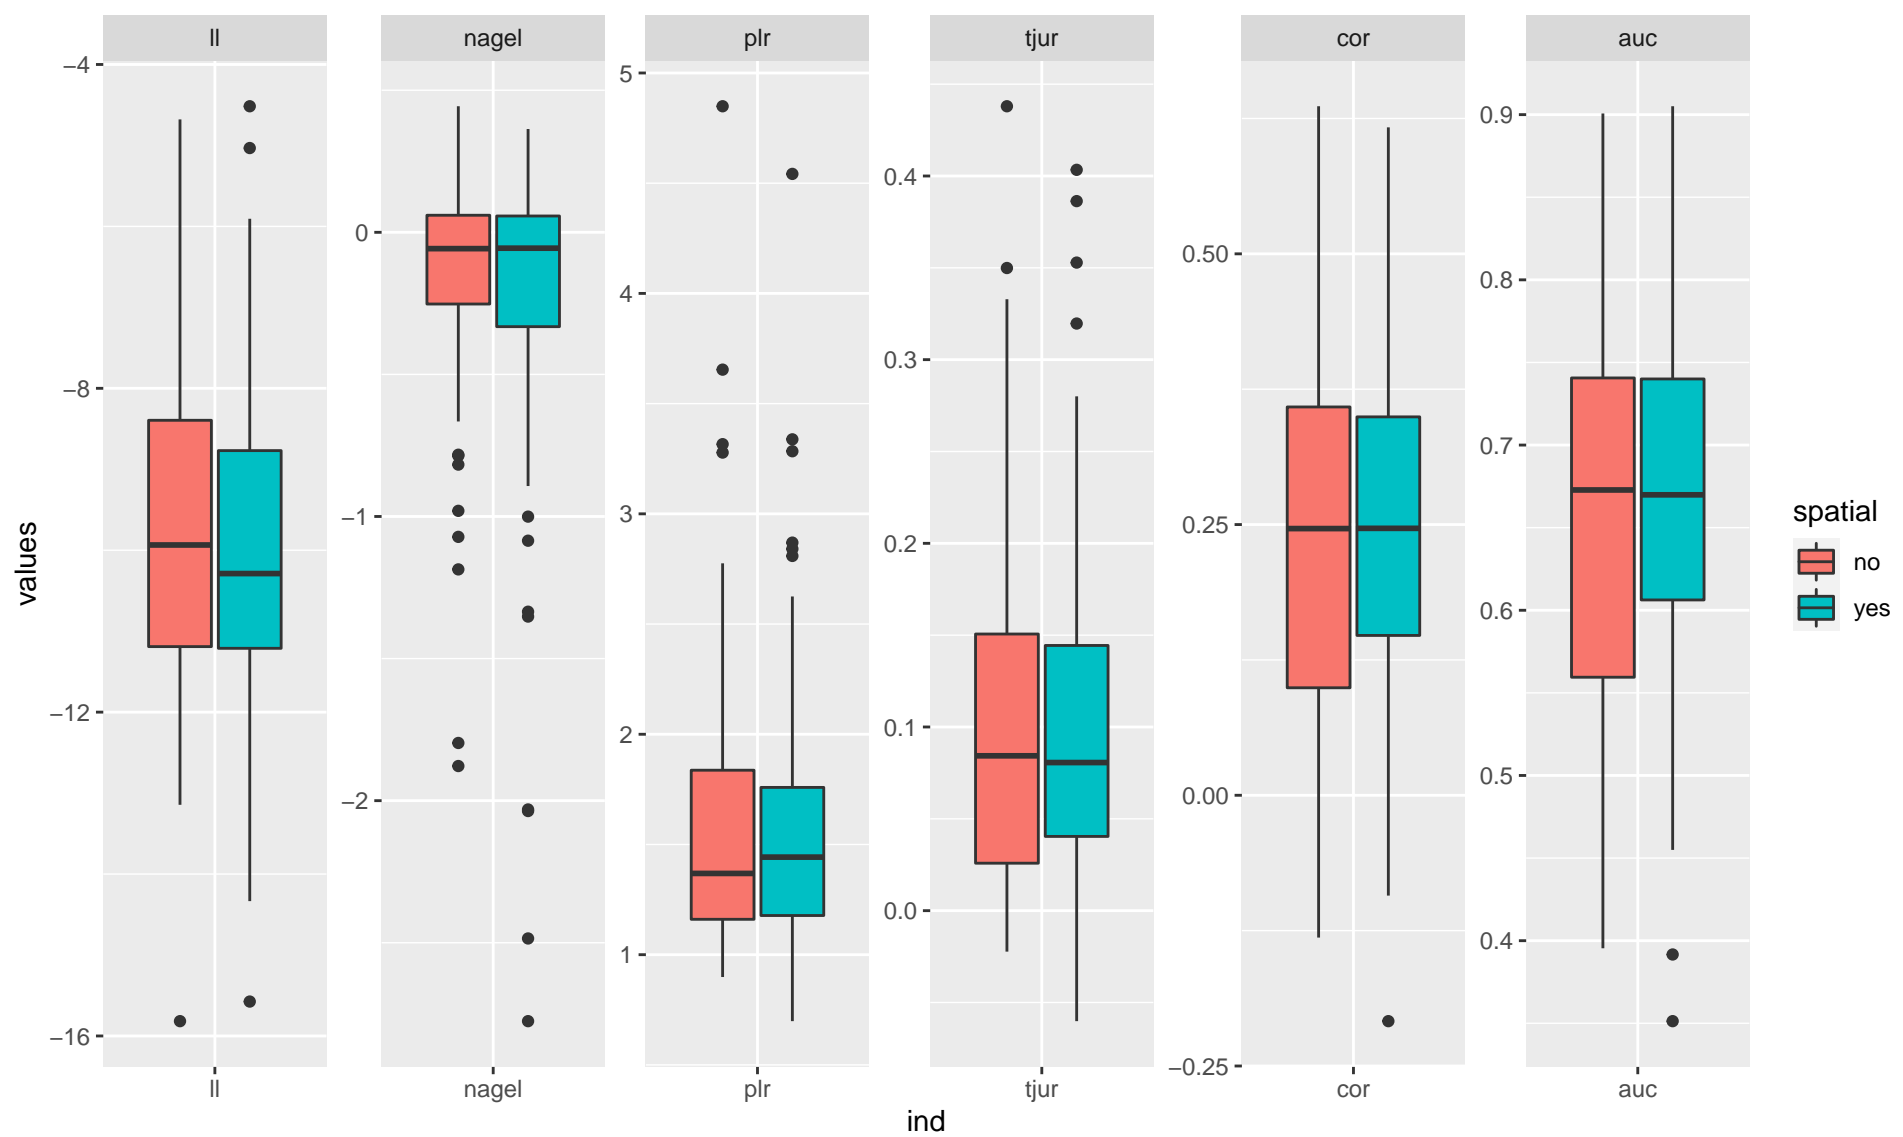 ll
nagel
plr
tjur
cor
auc
−4
−8
−12
−16
0
−1
−2
5
4
3
2
1
0.4
0.3
0.2
0.1
0.0
0.50
0.25
0.00
−0.25
0.9
0.8
0.7
0.6
0.5
0.4
values
ll
nagel
plr
tjur
cor
auc
ind
spatial
no
yes